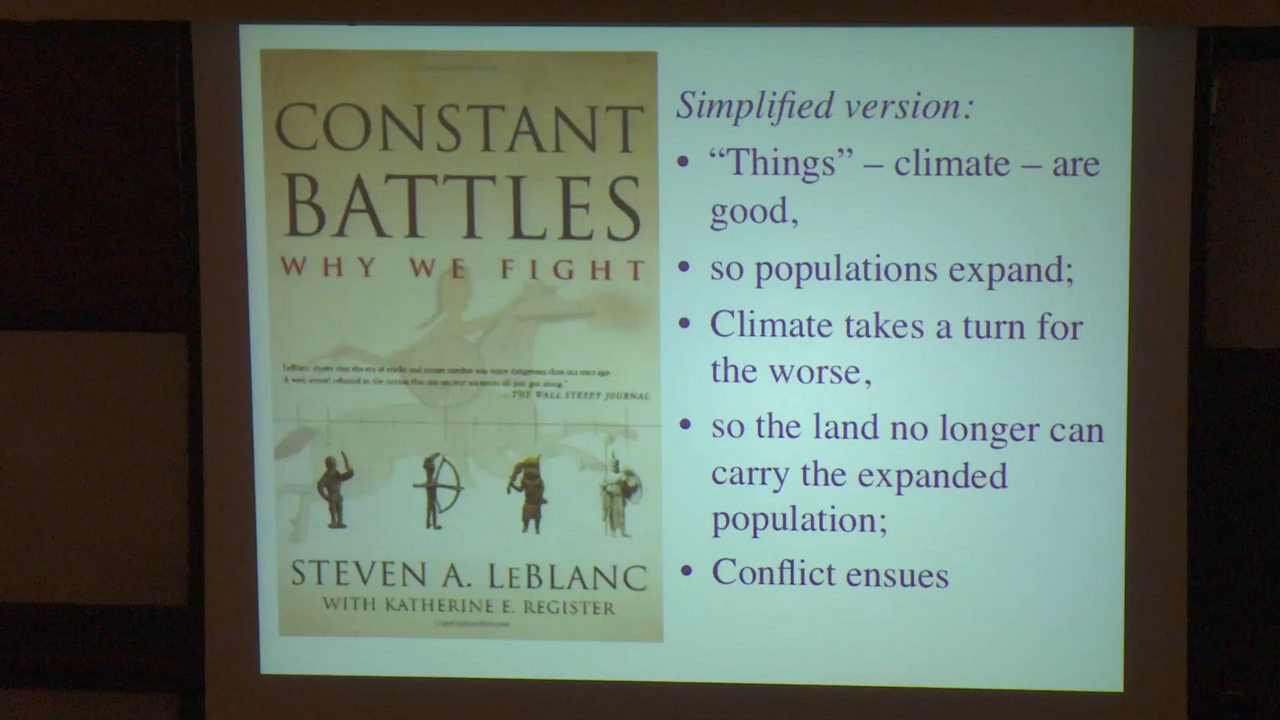 CONSTANT
BATTLES
WHY WE FIGHT
THE WALL STREET JOURNAL
STEVEN A. LEBLANC
WITH KATHERINE E. REGISTER
Simplified version:
• “Things” – climate – are
good,
• so populations expand;
• Climate takes a turn for
the worse,
• so the land no longer can
carry the expanded
population;
• Conflict ensues